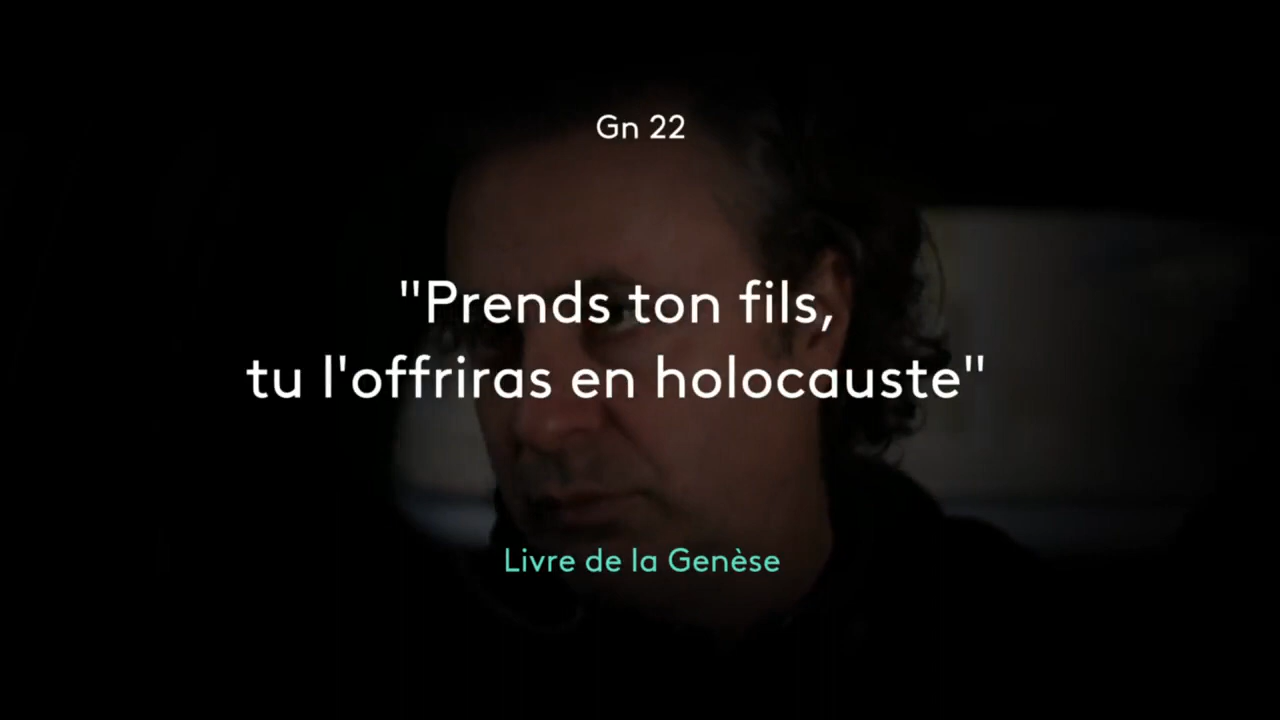 Gn 22
"Prends ton fils,
tu l'offriras en holocauste"
Livre de la Genèse